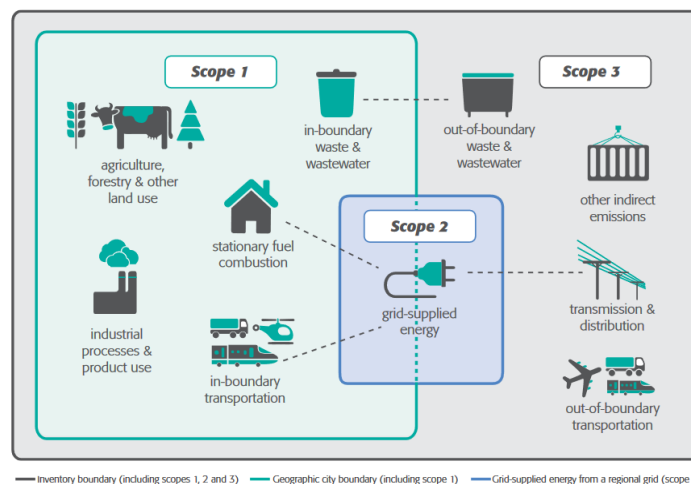 Scope 1
Scope 3
in-boundary
waste &
wastewater
out-of-boundary
waste &
wastewater
agriculture,
forestry & other
land use
other indirect
emissions
Scope 2
stationary fuel
combustion
grid-supplied
energy
transmission &
distribution
industrial
processes &
product use
in-boundary
transportation
out-of-boundary
transportation
Inventory boundary (including scopes 1, 2 and 3) Geographic city boundary (including scope 1) Grid-supplied energy from a regional grid (scope